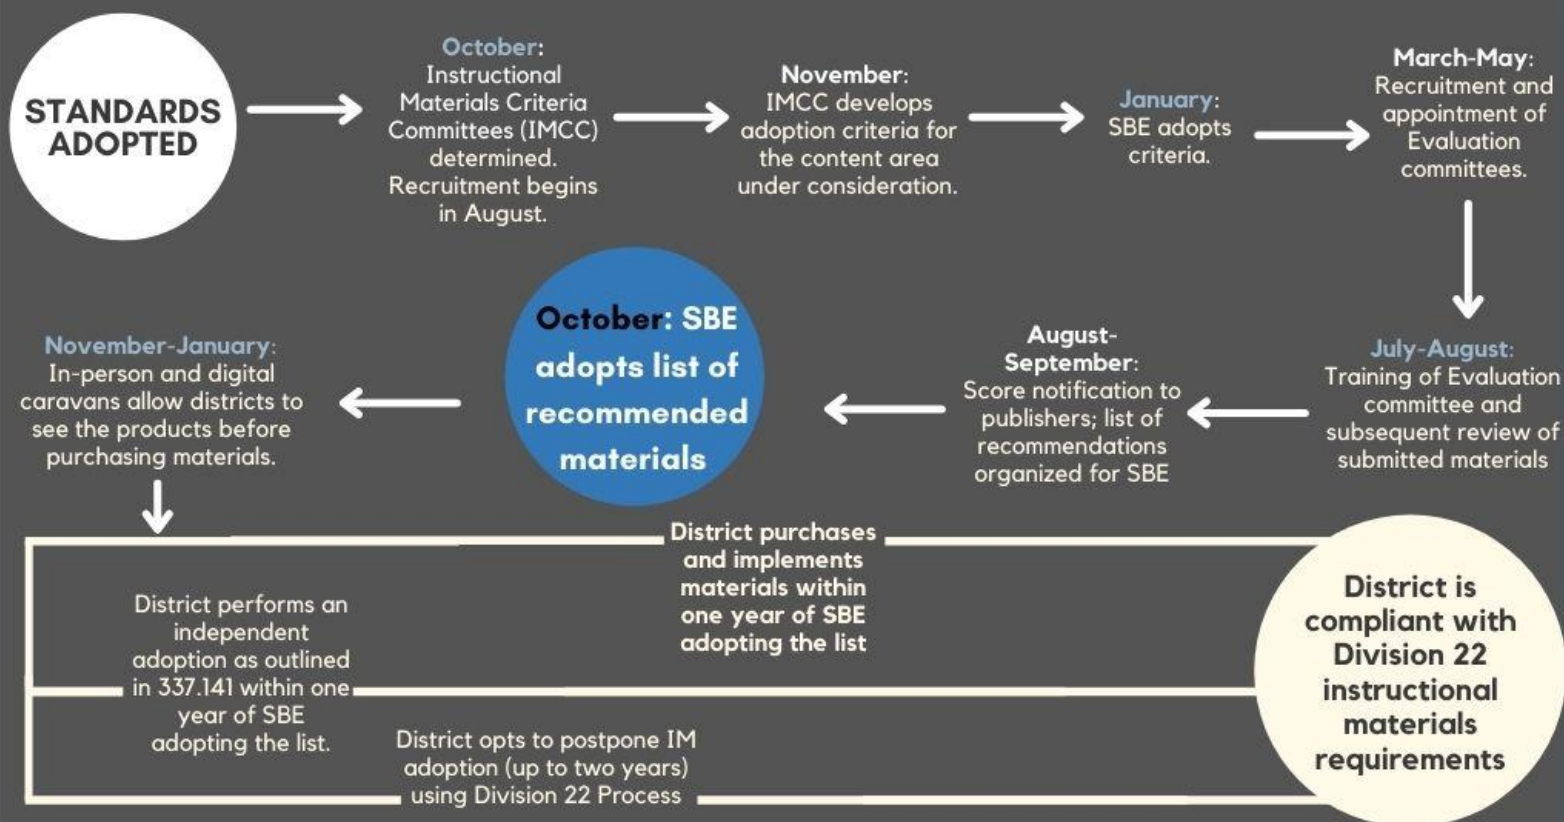 STANDARDS
ADOPTED
October:
Instructional
Materials Criteria
Committees (IMCC)
determined.
Recruitment begins
in August.
November:
IMCC develops
adoption criteria for
the content area
under consideration.
January:
SBE adopts
criteria.
March-May:
Recruitment and
appointment of
Evaluation
committees.
July-August:
Training of Evaluation
committee and
subsequent review of
submitted materials
August-
September:
Score notification to
publishers; list of
recommendations
organized for SBE
October: SBE
adopts list of
recommended
materials
November-January:
In-person and digital
caravans allow districts to
see the products before
purchasing materials.
District purchases
and implements
materials within
one year of SBE
adopting the list
District performs an
independent
adoption as outlined
in 337.141 within one
year of SBE
adopting the list.
District opts to postpone IM
adoption (up to two years)
using Division 22 Process
District is
compliant with
Division 22
instructional
materials
requirements